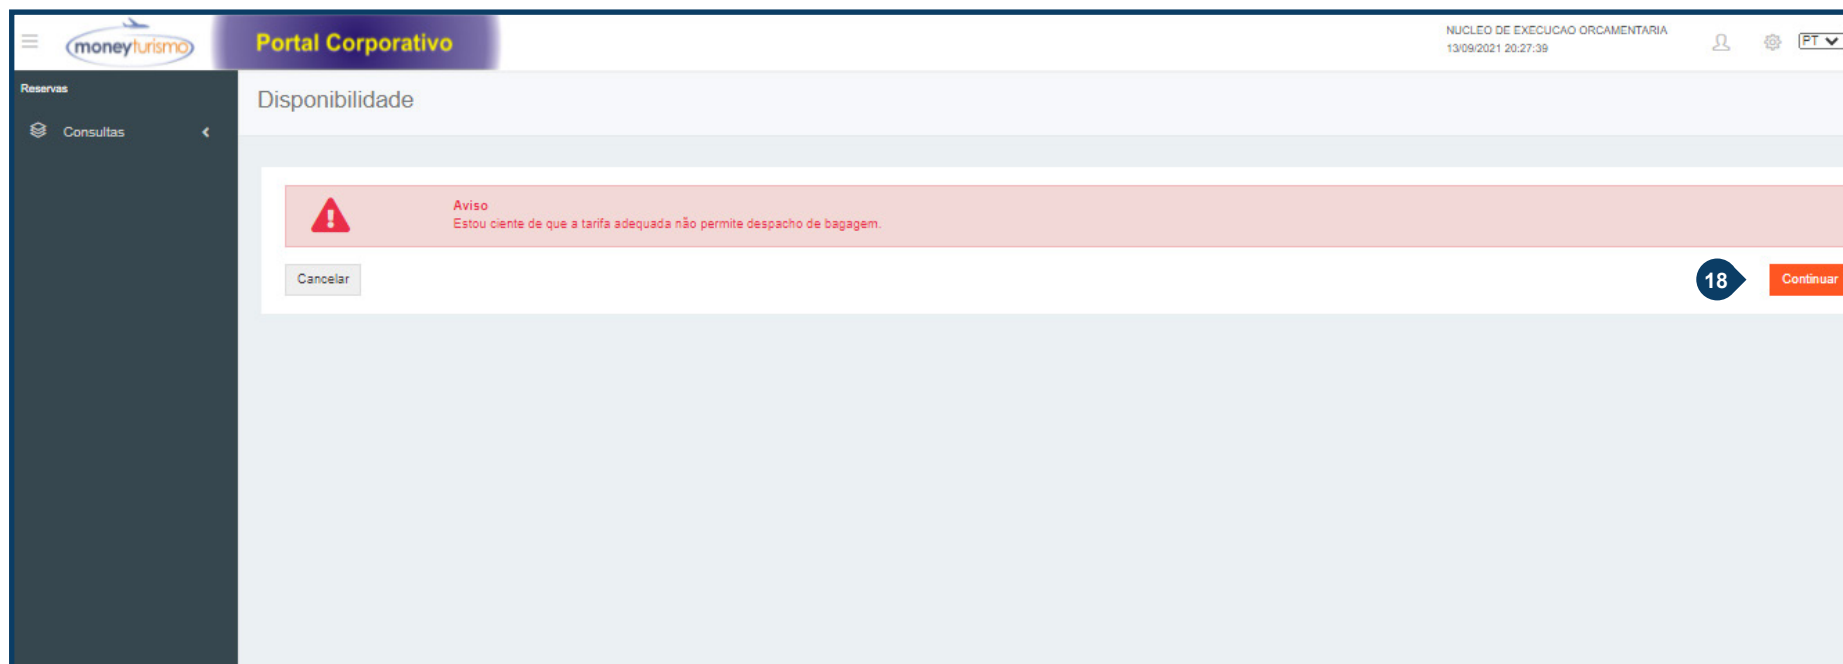 moneyturismo
Portal Corporativo
NUCLEO DE EXECUCAO ORCAMENTARIA
13/09/2021 20:27:39
PT
Reservas
Consultas
Disponibilidade
Aviso
Estou ciente de que a tarifa adequada não permite despacho de bagagem.
Cancelar
18
Continuar